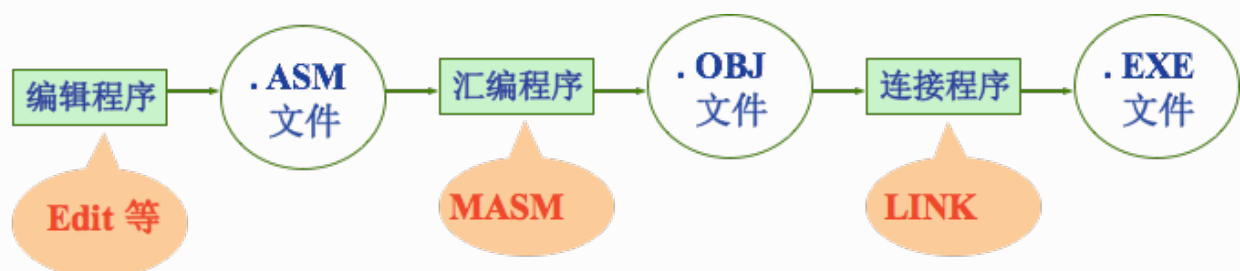 编辑程序
. ASM
文件
汇编程序
. OBJ
文件
连接程序
. EXE
文件
Edit 等
MASM
LINK